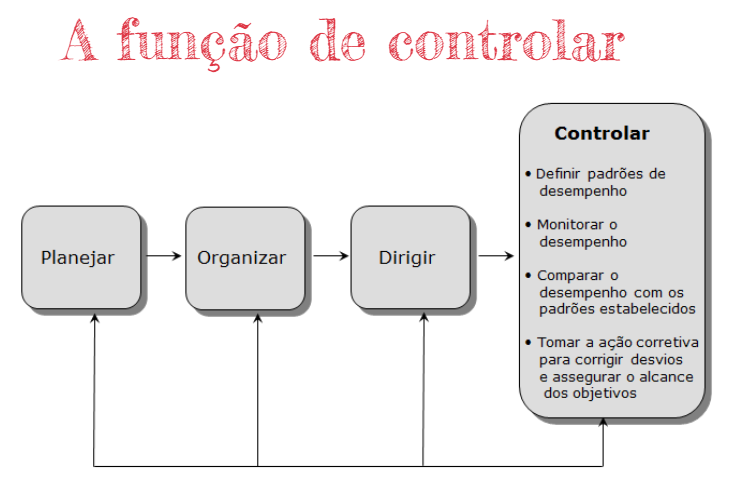 A função de controlar
Planejar
Organizar
Dirigir
Controlar
• Definir padrões de
desempenho
• Monitorar o
desempenho
• Comparar o
desempenho com os
padrões estabelecidos
• Tomar a ação corretiva
para corrigir desvios
e assegurar o alcance
dos objetivos